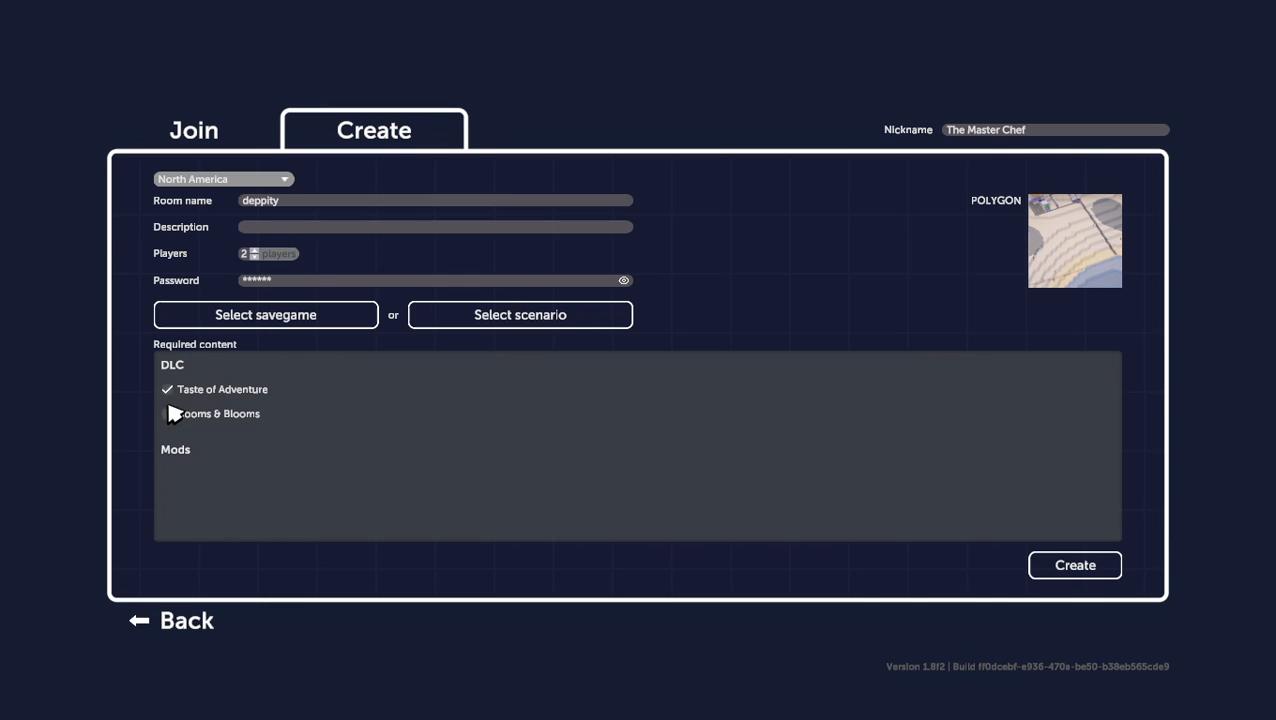 Join
Create
Nickname
The Master Chef
North America
Room name
deppity
POLYGON
Description
Players
2
players
Password
******
Select savegame
or
Select scenario
Required content
DLC
Taste of Adventure
& Blooms
Mods
Create
Back
Version 1.8f2 | Build ff0dcebf-e936-470a-be50-b38eb565cde9